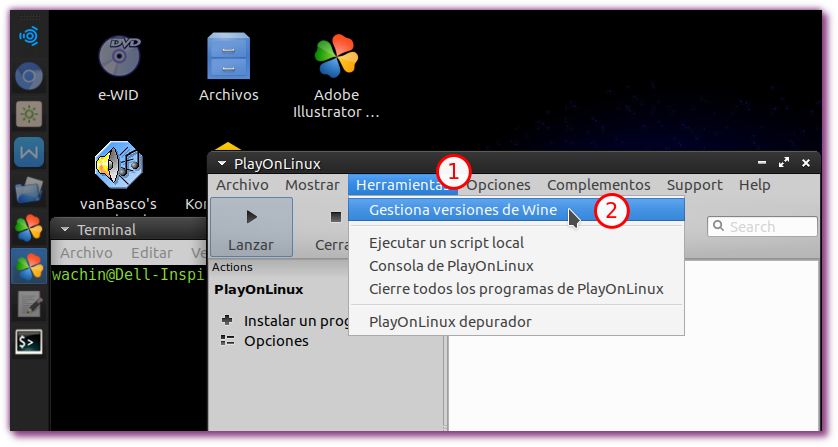 DVD
e-WID
Archivos
Adobe
Illustrator ...
vanBasco's
PlayOnLinux
1
Archivo Mostrar Herramientas Opciones Complementos Support Help
Gestiona versiones de Wine
2
Lanzar
Search
Ejecutar un script local
Consola de PlayOnLinux
Cierre todos los programas de PlayOnLinux
PlayOnLinux depurador
Actions
PlayOnLinux
Instalar un prog
Opciones
Terminal
Archivo Editar Ve
wachin@Dell-Inspi
$>_